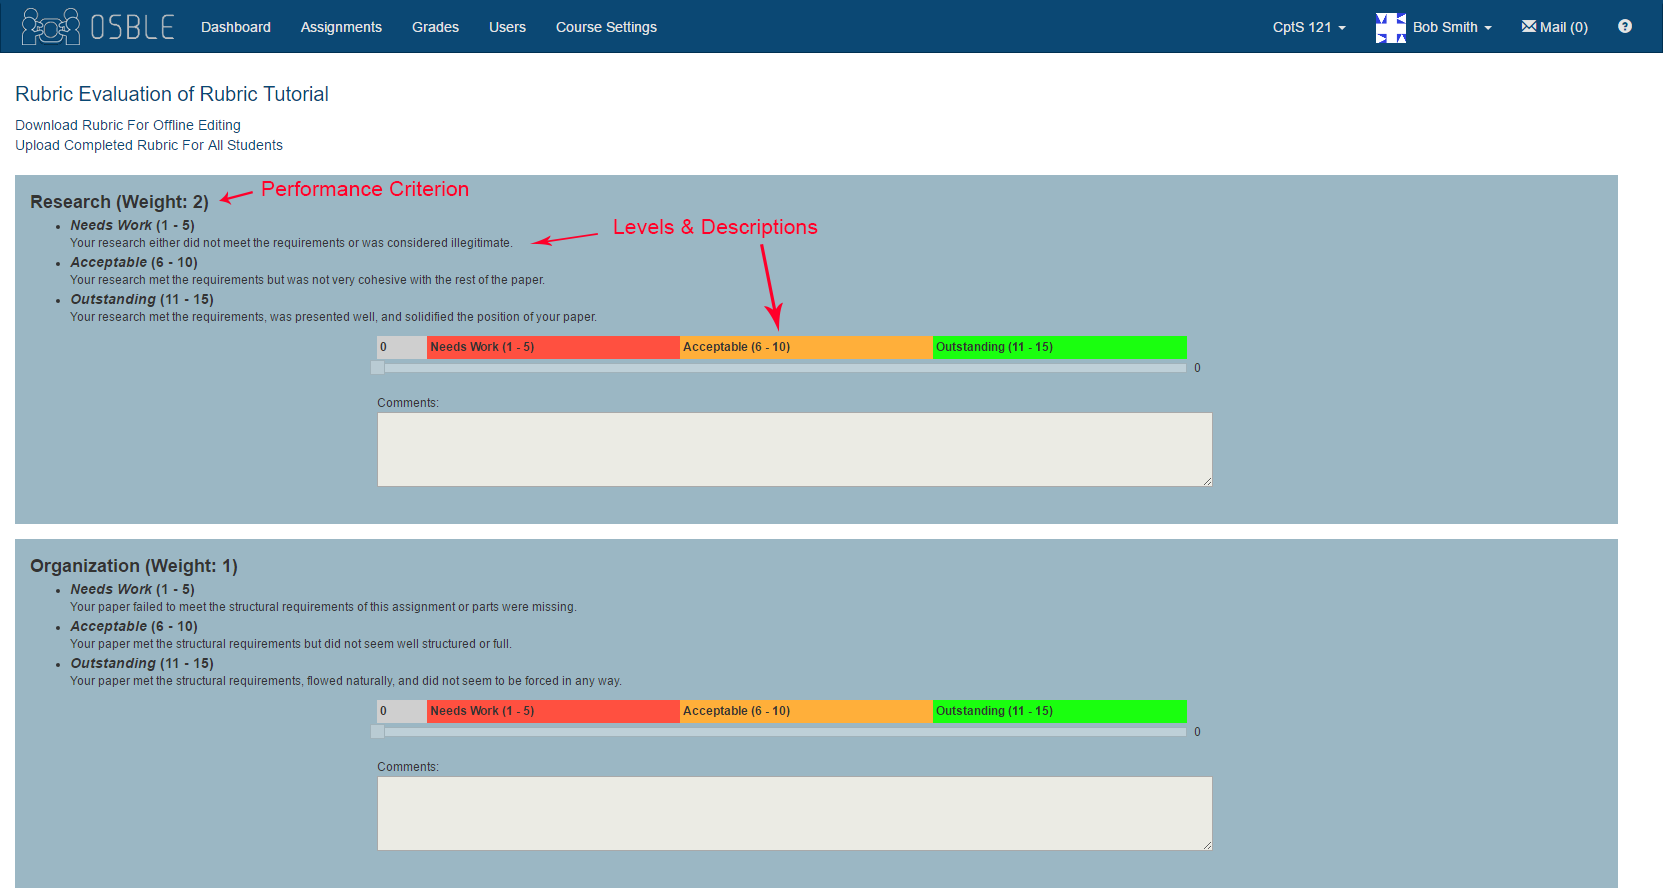 OSBLE Dashboard Assignments Grades Users Course Settings CptS 121 Bob Smith Mail (0) ?
Rubric Evaluation of Rubric Tutorial
Download Rubric For Offline Editing
Upload Completed Rubric For All Students
Performance Criterion
Research (Weight: 2)
Needs Work (1 - 5)
Levels & Descriptions
Your research either did not meet the requirements or was considered illegitimate.
Acceptable (6 - 10)
Your research met the requirements but was not very cohesive with the rest of the paper.
Outstanding (11 - 15)
Your research met the requirements, was presented well, and solidified the position of your paper.
0 Needs Work (1 - 5) Acceptable (6 - 10) Outstanding (11 - 15)
0
Comments:
Organization (Weight: 1)
Needs Work (1 - 5)
Your paper failed to meet the structural requirements of this assignment or parts were missing.
Acceptable (6 - 10)
Your paper met the structural requirements but did not seem well structured or full.
Outstanding (11 - 15)
Your paper met the structural requirements, flowed naturally, and did not seem to be forced in any way.
0 Needs Work (1 - 5) Acceptable (6 - 10) Outstanding (11 - 15)
0
Comments: